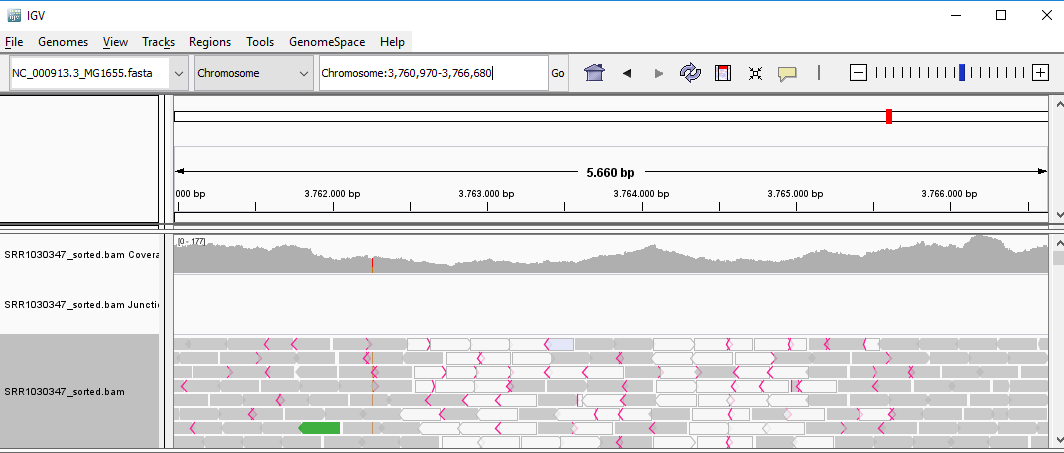 IGV
File Genomes View Tracks Regions Tools GenomeSpace Help
NC_000913.3_MG1655.fasta Chromosome Chromosome:3,760,970-3,766,680 Go
5.660 bp
000 bp 3.762.000 bp 3.763.000 bp 3.764.000 bp 3.765.000 bp 3.766.000 bp
[0 - 177]
SRR1030347_sorted.bam Covera
SRR1030347_sorted.bam Juncti
SRR1030347_sorted.bam